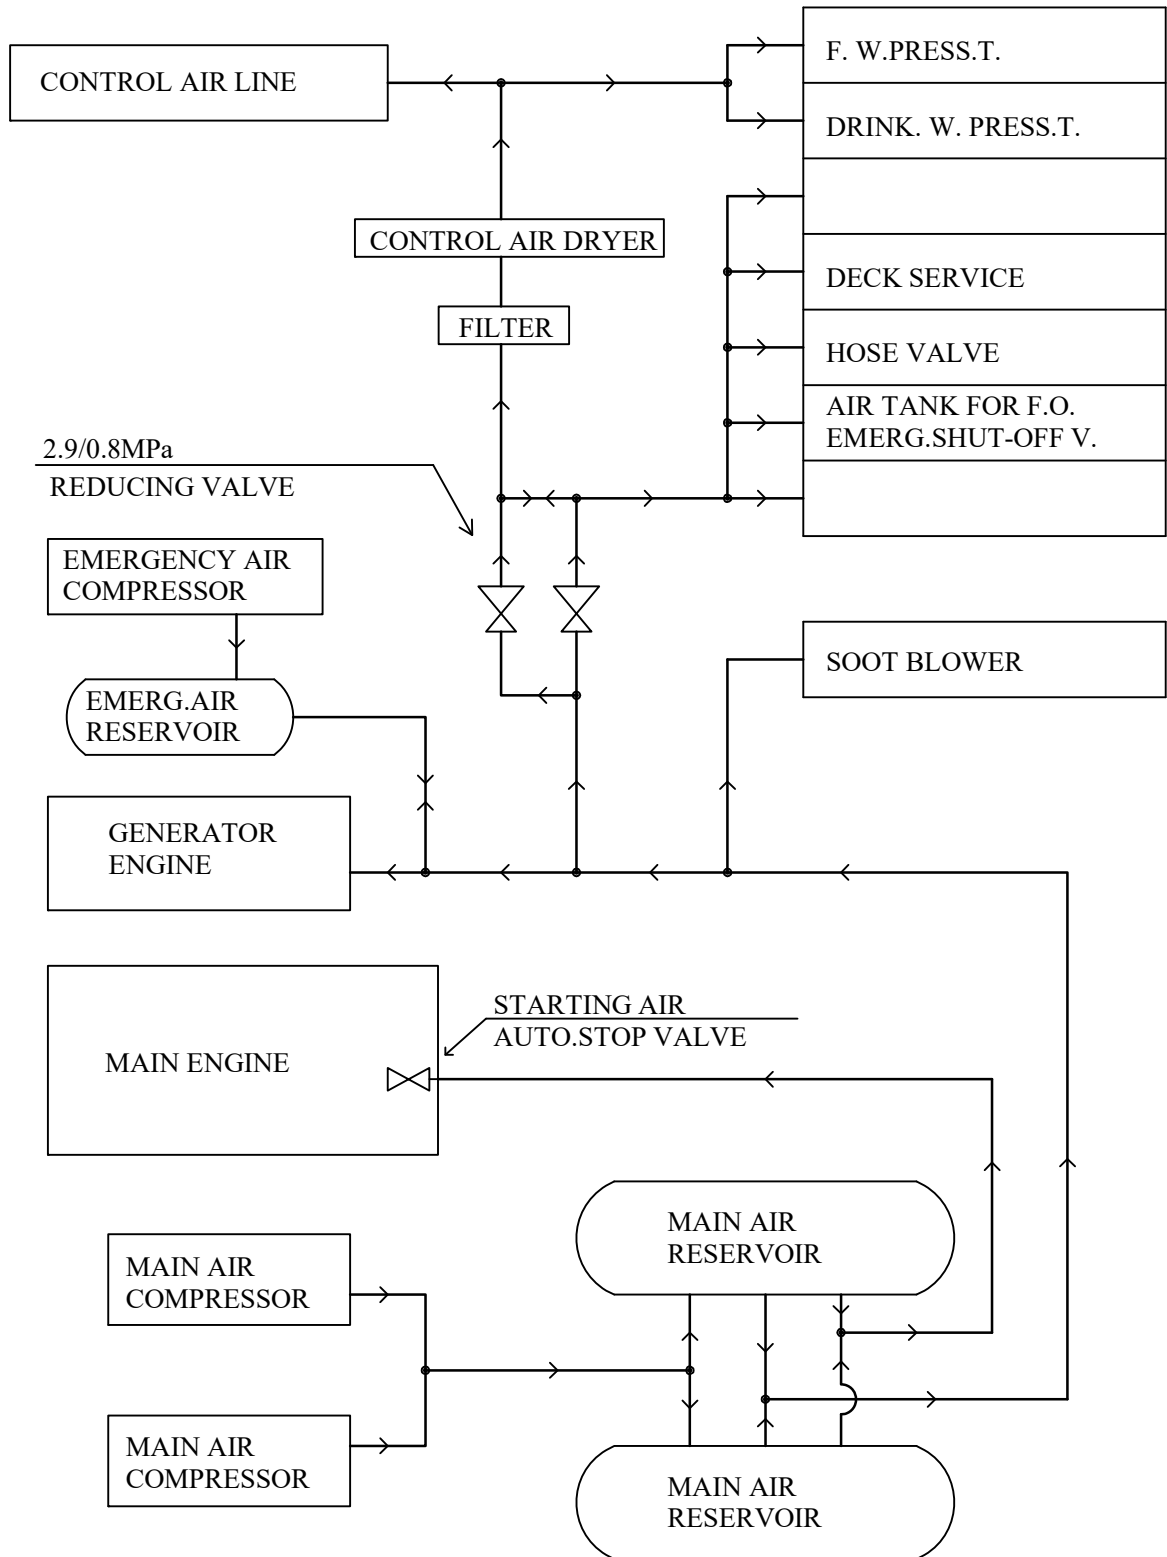 F. W.PRESS.T.
CONTROL AIR LINE
DRINK. W. PRESS.T.
CONTROL AIR DRYER
DECK SERVICE
FILTER
HOSE VALVE
AIR TANK FOR F.O.
EMERG.SHUT-OFF V.
2.9/0.8MPa
REDUCING VALVE
EMERGENCY AIR
COMPRESSOR
SOOT BLOWER
EMERG.AIR
RESERVOIR
GENERATOR
ENGINE
STARTING AIR
AUTO.STOP VALVE
MAIN ENGINE
MAIN AIR
RESERVOIR
MAIN AIR
COMPRESSOR
MAIN AIR
COMPRESSOR
MAIN AIR
RESERVOIR